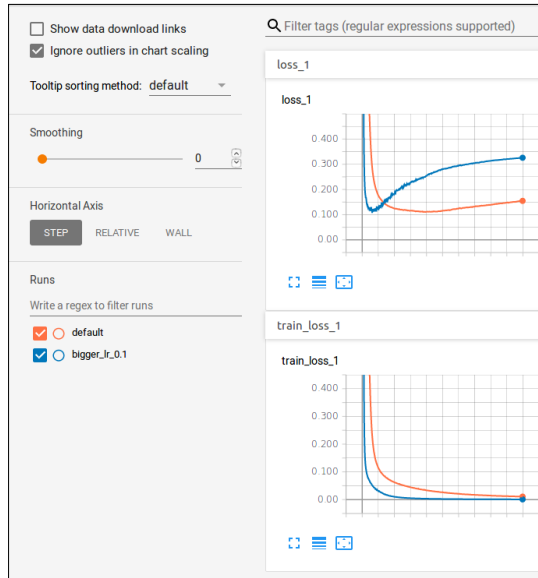 Show data download links
Ignore outliers in chart scaling
Tooltip sorting method: default
Smoothing
0
Horizontal Axis
STEP RELATIVE WALL
Runs
Write a regex to filter runs
default
bigger_lr_0.1
Filter tags (regular expressions supported)
loss_1
loss_1
0.400
0.300
0.200
0.100
0.00
train_loss_1
train_loss_1
0.400
0.300
0.200
0.100
0.00